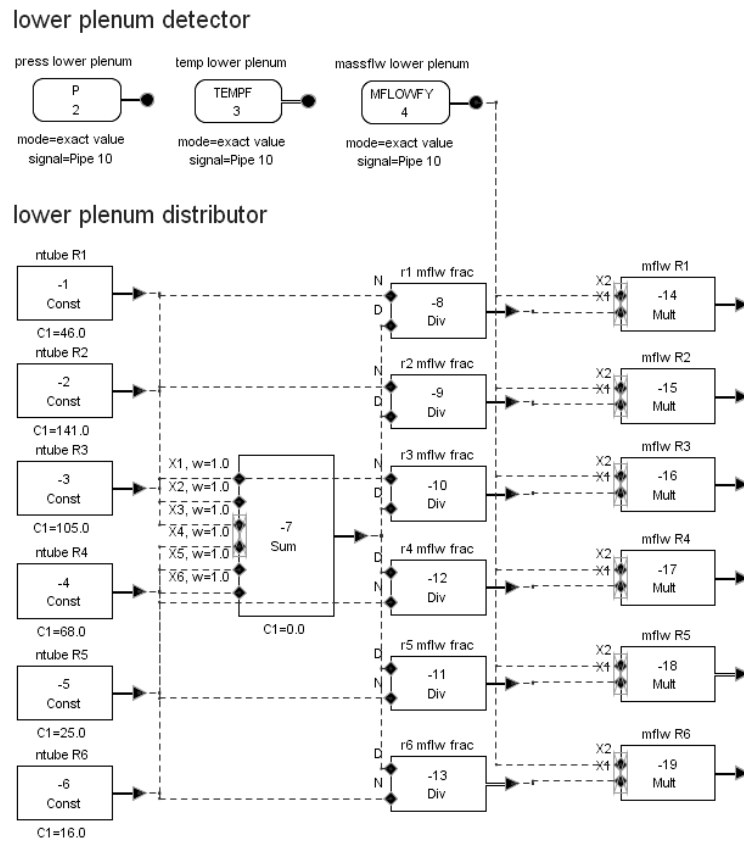 lower plenum detector
press lower plenum
temp lower plenum
massflw lower plenum
P
2
TEMPF
3
MFLOWFY
4
mode=exact value
signal=Pipe 10
mode=exact value
signal=Pipe 10
mode=exact value
signal=Pipe 10
lower plenum distributor
ntube R1
-1
Const
C1=46.0
ntube R2
-2
Const
C1=141.0
ntube R3
-3
Const
C1=105.0
ntube R4
-4
Const
C1=68.0
ntube R5
-5
Const
C1=25.0
ntube R6
-6
Const
C1=16.0
X1, w=1.0
X2, w=1.0
X3, w=1.0
X4, w=1.0
X5, w=1.0
X6, w=1.0
-7
Sum
C1=0.0
r1 mflw frac
N
D
-8
Div
r2 mflw frac
N
D
-9
Div
r3 mflw frac
N
D
-10
Div
r4 mflw frac
D
N
-12
Div
r5 mflw frac
D
N
-11
Div
r6 mflw frac
D
N
-13
Div
mflw R1
X2
X1
-14
Mult
mflw R2
X2
X1
-15
Mult
mflw R3
X2
X1
-16
Mult
mflw R4
X2
X1
-17
Mult
mflw R5
X2
X1
-18
Mult
mflw R6
X2
X1
-19
Mult